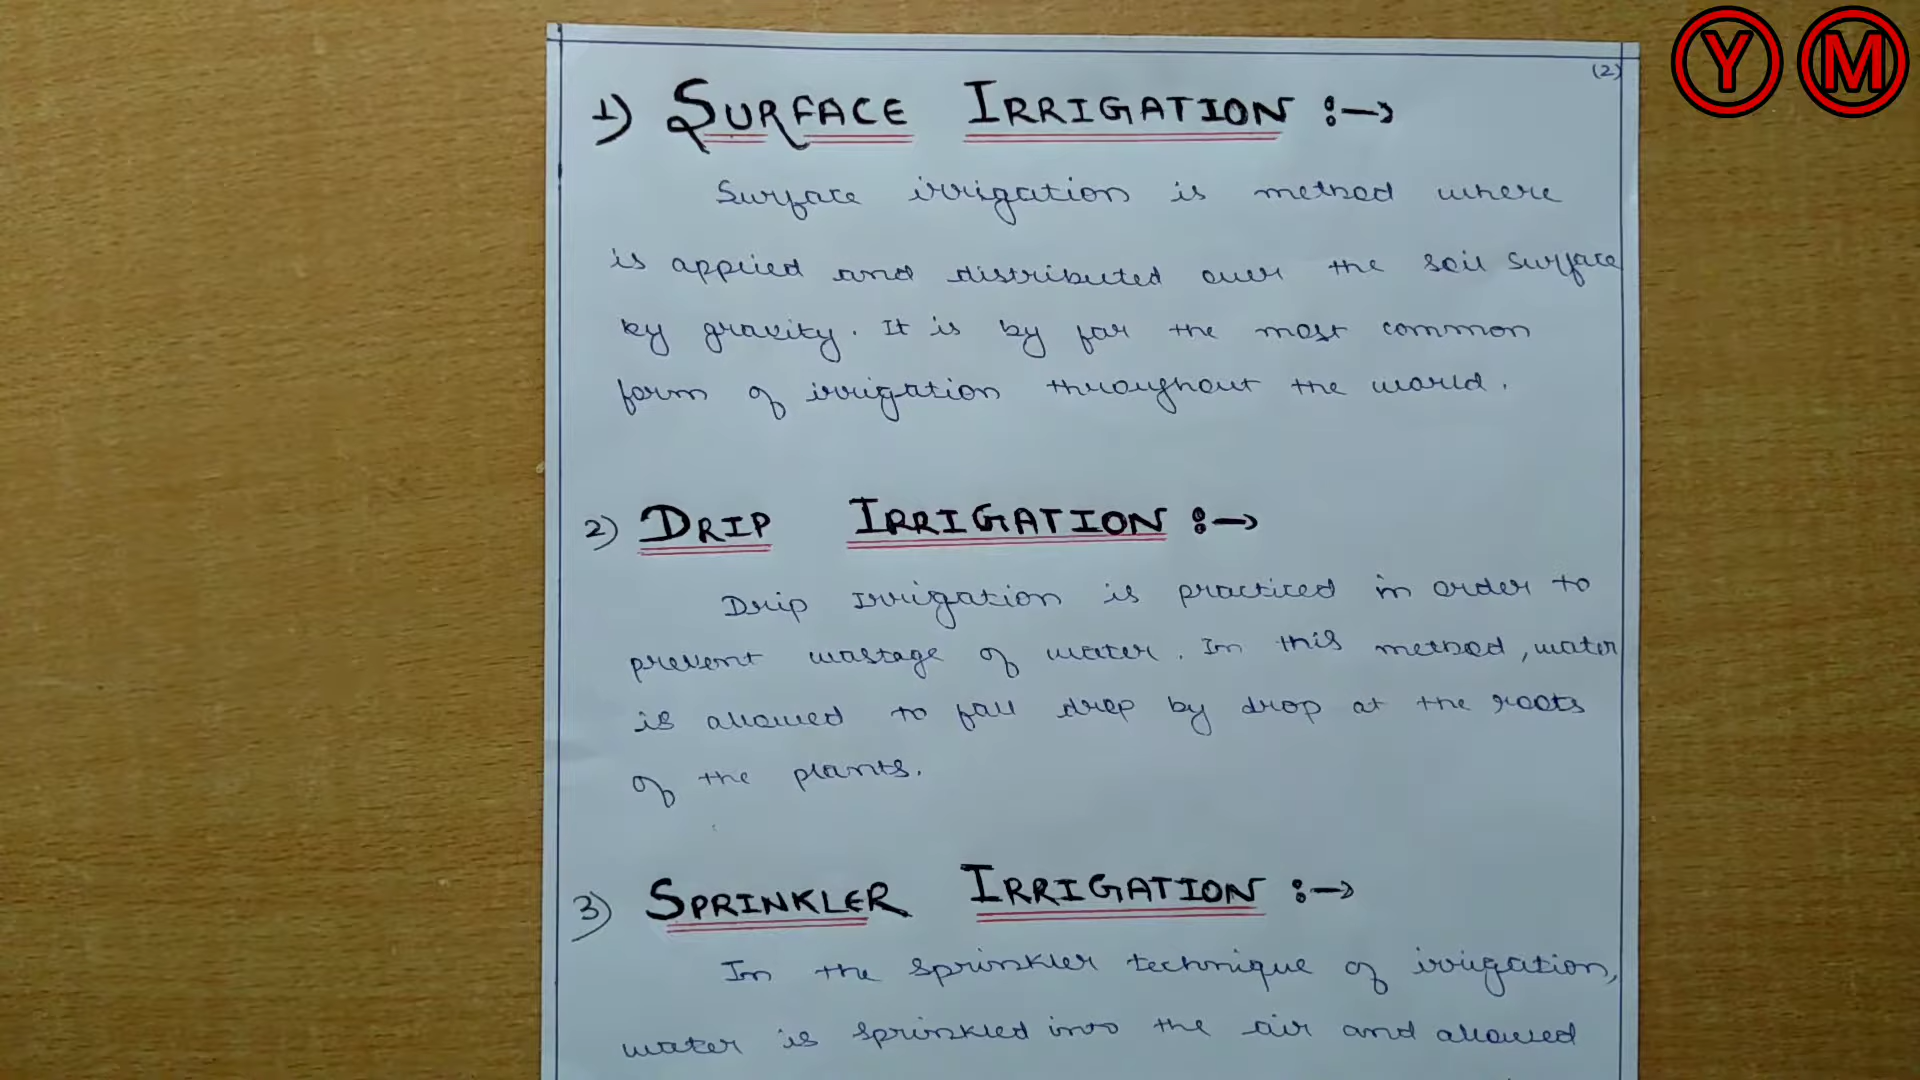 Y M
(2)
1) SURFACE IRRIGATION :→
Surface irrigation is method where
is applied and distributed over the soil surface
by gravity. It is by far the most common
form of irrigation throughout the world.
2) DRIP IRRIGATION :→
Drip Irrigation is practiced in order to
prevent wastage of water. In this method, water
is allowed to fall drop by drop at the roots
of the plants.
3) SPRINKLER IRRIGATION :→
In the sprinkler technique of irrigation,
water is sprinkled into the air and allowed